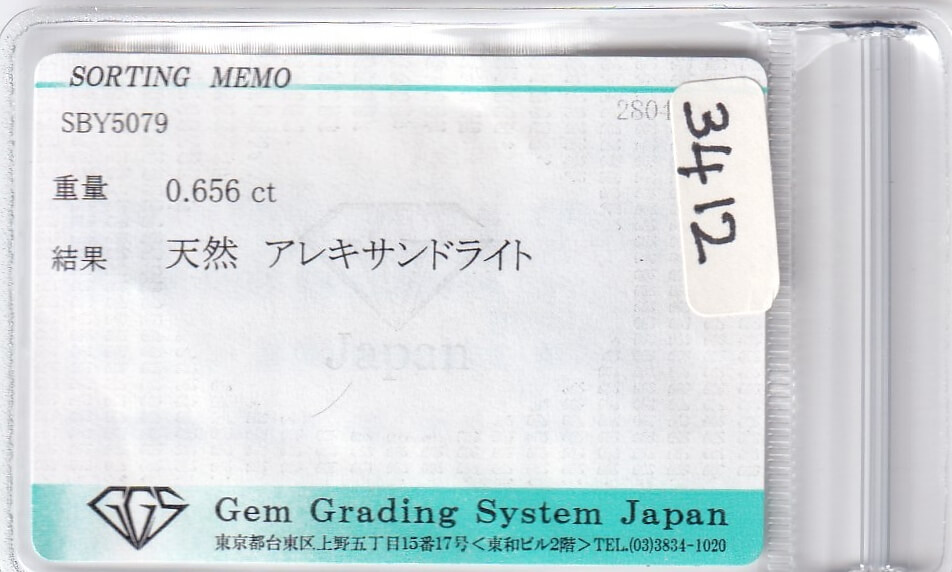 SORTING MEMO
SBY5079
2804
3412
重量 0.656 ct
結果 天然 アレキサンドライト
Japan
GGS
Gem Grading System Japan
東京都台東区上野五丁目15番17号＜東和ビル2階＞TEL.(03)3834-1020